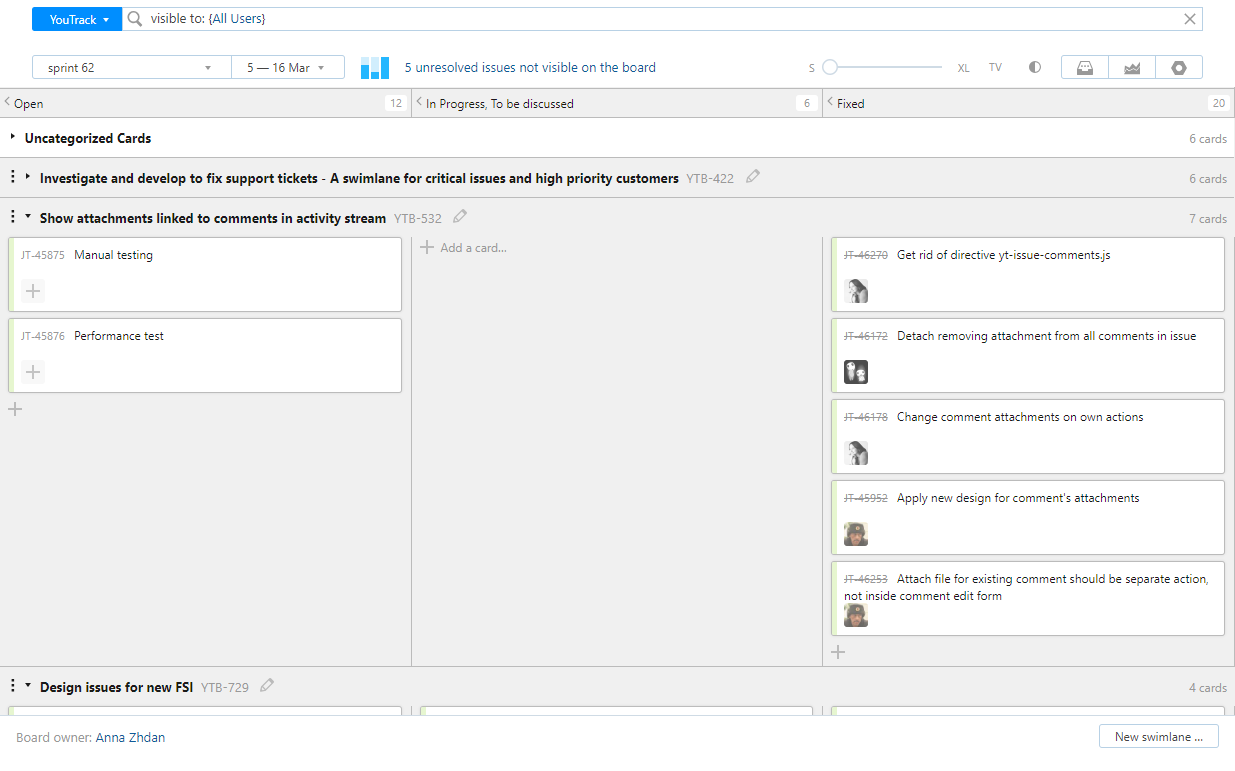 YouTrack
visible to: {All Users}
sprint 62
5 — 16 Mar
5 unresolved issues not visible on the board
S
XL
TV
Open
12
In Progress, To be discussed
6
Fixed
20
Uncategorized Cards
6 cards
Investigate and develop to fix support tickets - A swimlane for critical issues and high priority customers YTB-422
6 cards
Show attachments linked to comments in activity stream YTB-532
7 cards
JT-45875 Manual testing
JT-45876 Performance test
Add a card...
JT-46270 Get rid of directive yt-issue-comments.js
JT-46172 Detach removing attachment from all comments in issue
JT-46178 Change comment attachments on own actions
JT-45952 Apply new design for comment's attachments
JT-46253 Attach file for existing comment should be separate action,
not inside comment edit form
Design issues for new FSI YTB-729
4 cards
Board owner: Anna Zhdan
New swimlane ...